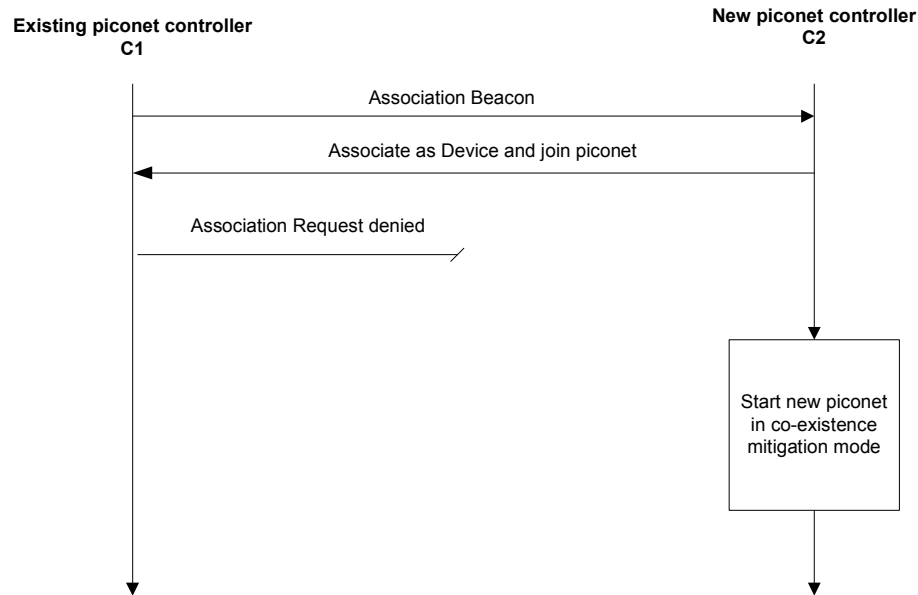 Existing piconet controller
C1
New piconet controller
C2
Association Beacon
Associate as Device and join piconet
Association Request denied
Start new piconet
in co-existence
mitigation mode